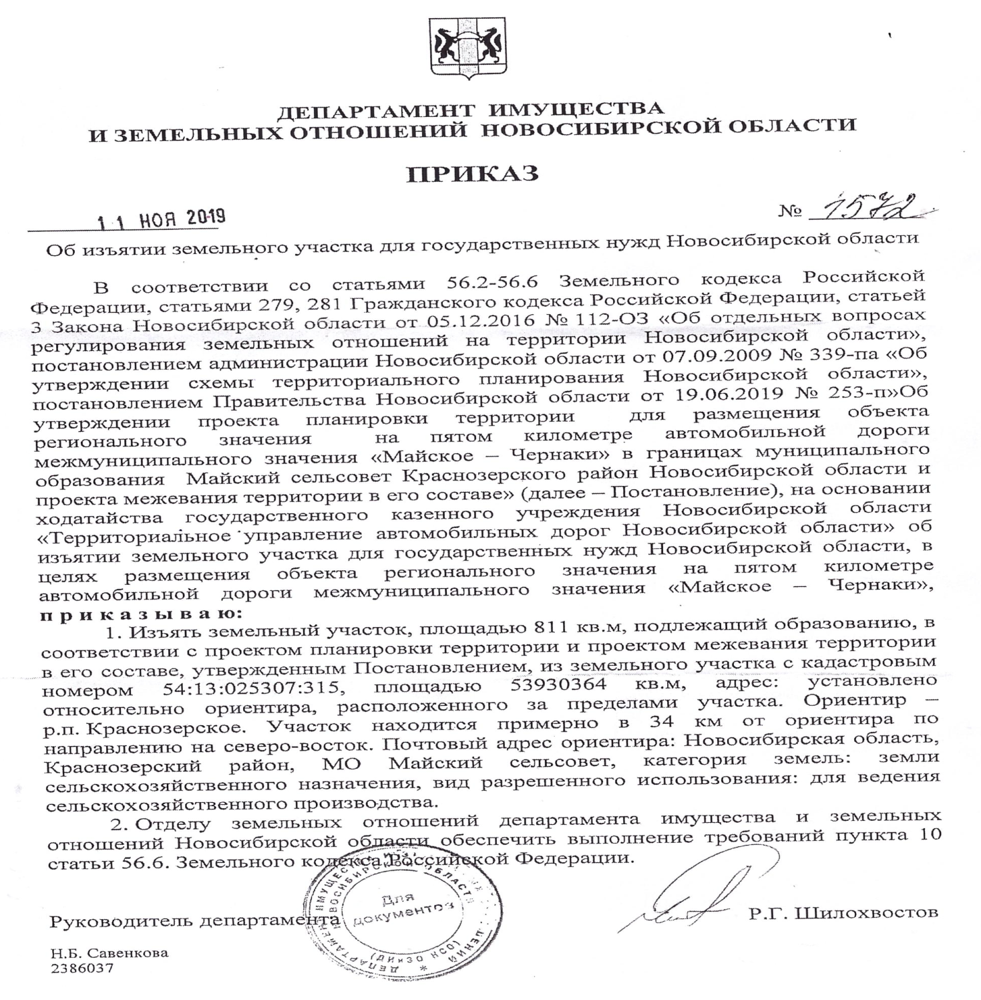 ДЕПАРТАМЕНТ ИМУЩЕСТВА
И ЗЕМЕЛЬНЫХ ОТНОШЕНИЙ НОВОСИБИРСКОЙ ОБЛАСТИ
ПРИКАЗ
11 НОЯ 2019
№ 1572
Об изъятии земельного участка для государственных нужд Новосибирской области
В соответствии со статьями 56.2-56.6 Земельного кодекса Российской
Федерации, статьями 279, 281 Гражданского кодекса Российской Федерации, статьей
3 Закона Новосибирской области от 05.12.2016 № 112-ОЗ «Об отдельных вопросах
регулирования земельных отношений на территории Новосибирской области»,
постановлением администрации Новосибирской области от 07.09.2009 № 339-па «Об
утверждении схемы территориального планирования Новосибирской области»,
постановлением Правительства Новосибирской области от 19.06.2019 № 253-п»Об
утверждении проекта планировки территории для размещения объекта
регионального значения на пятом километре автомобильной дороги
межмуниципального значения «Майское – Чернаки» в границах муниципального
образования Майский сельсовет Краснозерского район Новосибирской области и
проекта межевания территории в его составе» (далее – Постановление), на основании
ходатайства государственного казенного учреждения Новосибирской области
«Территориальное управление автомобильных дорог Новосибирской области» об
изъятии земельного участка для государственных нужд Новосибирской области, в
целях размещения объекта регионального значения на пятом километре
автомобильной дороги межмуниципального значения «Майское – Чернаки»,
п р и к а з ы в а ю:
1. Изъять земельный участок, площадью 811 кв.м, подлежащий образованию, в
соответствии с проектом планировки территории и проектом межевания территории
в его составе, утвержденным Постановлением, из земельного участка с кадастровым
номером 54:13:025307:315, площадью 53930364 кв.м, адрес: установлено
относительно ориентира, расположенного за пределами участка. Ориентир –
р.п. Краснозерское. Участок находится примерно в 34 км от ориентира по
направлению на северо-восток. Почтовый адрес ориентира: Новосибирская область,
Краснозерский район, МО Майский сельсовет, категория земель: земли
сельскохозяйственного назначения, вид разрешенного использования: для ведения
сельскохозяйственного производства.
2. Отделу земельных отношений департамента имущества и земельных
отношений Новосибирской области обеспечить выполнение требований пункта 10
статьи 56.6. Земельного кодекса Российской Федерации.
Руководитель департамента
Р.Г. Шилохвостов
Для
документов
НОВОСИБИРСКОЙ ОБЛАСТИ
(ДИиЗО НСО)
Н.Б. Савенкова
2386037